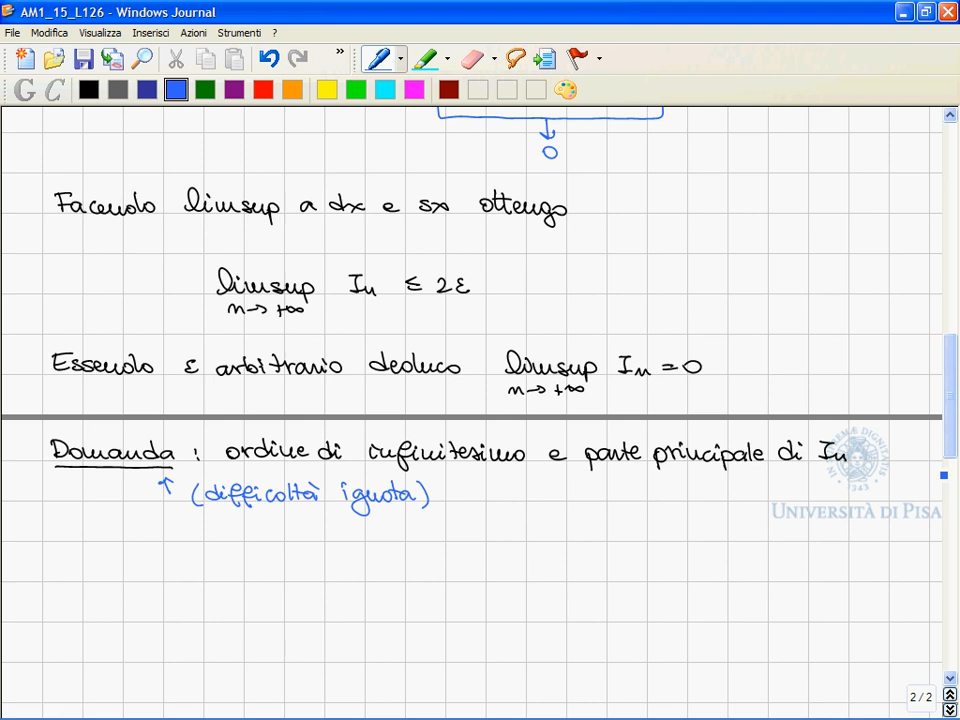 AM1_15_L126 - Windows Journal
File Modifica Visualizza Inserisci Azioni Strumenti ?
»
G C
0
Facendo limsup a dx e sx ottengo
limsup In ≤ 2ε
n→+∞
Essendo ε arbitrario deduco limsup In = 0
n→+∞
Domanda : ordine di infinitesimo e parte principale di In
(difficoltà ignota)
UNIVERSITÀ DI PISA
2 / 2